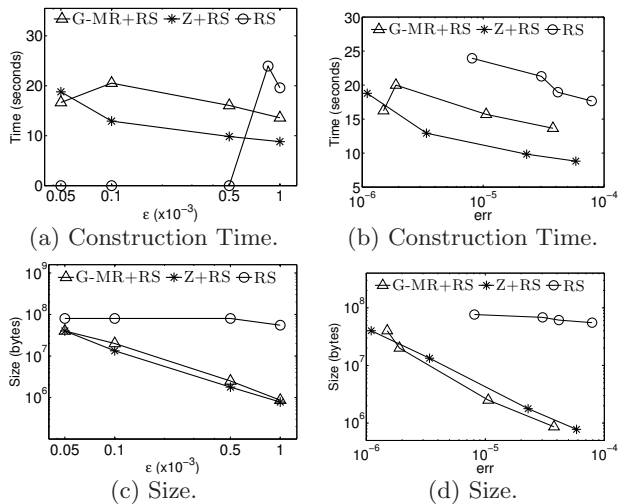 G-MR+RS Z+RS RS
Time (seconds)
30
20
10
0
0.05 0.1 0.5 1
ε (x10⁻³)
(a) Construction Time.
G-MR+RS Z+RS RS
Time (seconds)
30
25
20
15
10
5
10⁻⁶ 10⁻⁵ 10⁻⁴
err
(b) Construction Time.
G-MR+RS Z+RS RS
Size (bytes)
10⁹
10⁸
10⁷
10⁶
0.05 0.1 0.5 1
ε (x10⁻³)
(c) Size.
G-MR+RS Z+RS RS
Size (bytes)
10⁸
10⁷
10⁶
10⁻⁶ 10⁻⁵ 10⁻⁴
err
(d) Size.